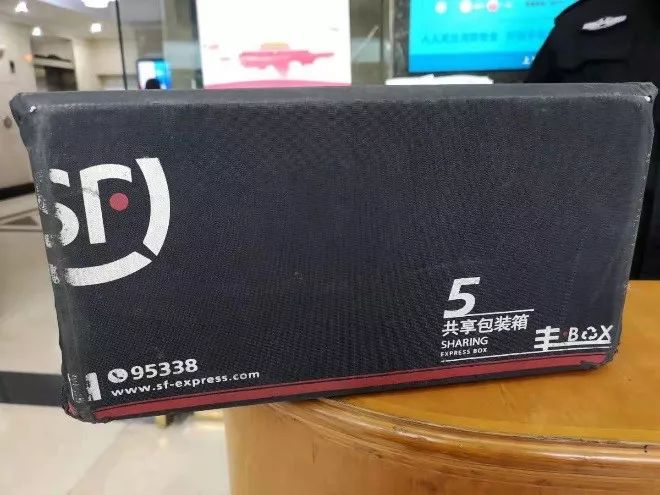 SF
5
共享包装箱
SHARING
EXPRESS BOX
丰·BOX
95338
www.sf-express.com